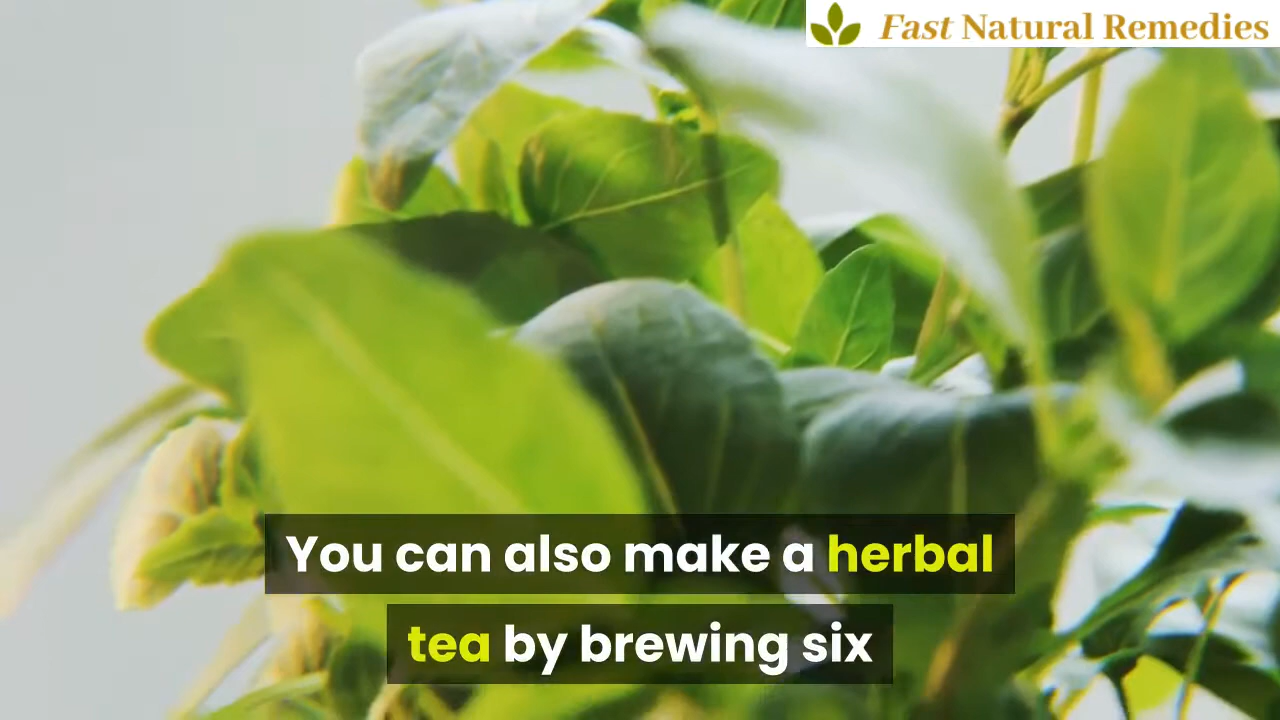 Fast Natural Remedies
You can also make a herbal
tea by brewing six